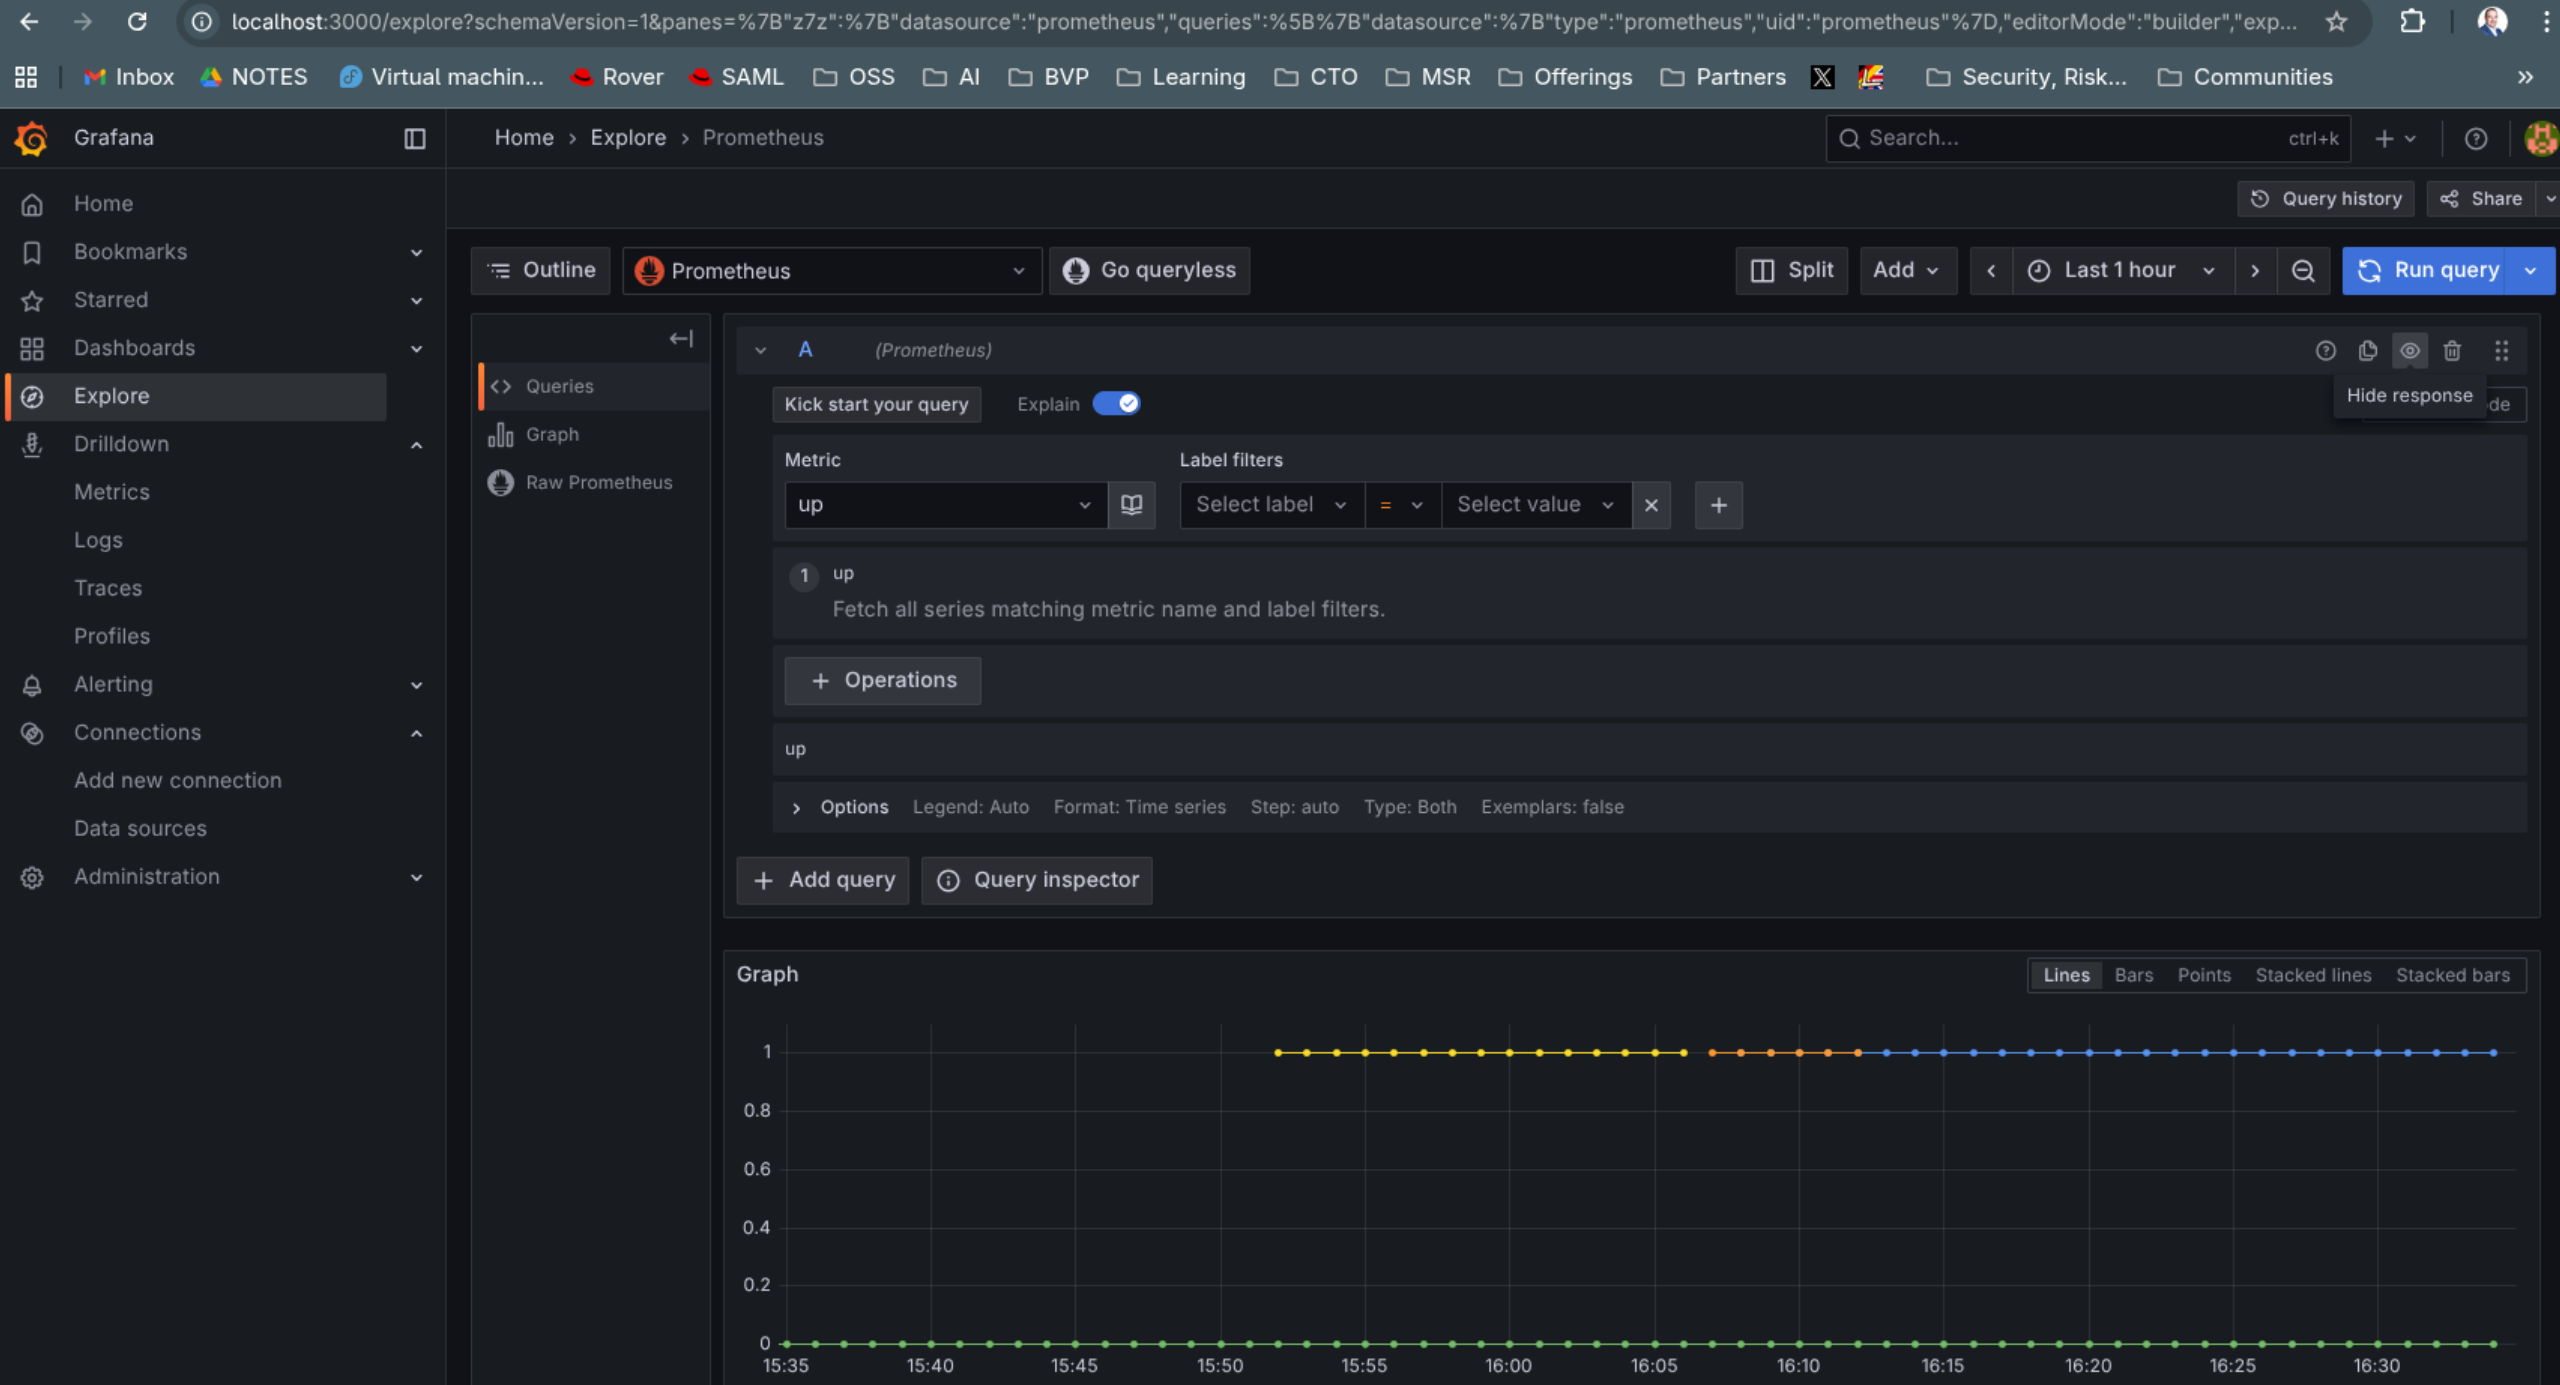 localhost:3000/explore?schemaVersion=1&panes=%7B"z7z":%7B"datasource":"prometheus","queries":%5B%7B"datasource":%7B"type":"prometheus","uid":"prometheus"%7D,"editorMode":"builder","exp...
Inbox NOTES Virtual machin... Rover SAML OSS AI BVP Learning CTO MSR Offerings Partners X Security, Risk... Communities
Grafana
Home › Explore › Prometheus
Search... ctrl+k
Query history Share
Home
Bookmarks
Starred
Dashboards
Explore
Drilldown
Metrics
Logs
Traces
Profiles
Alerting
Connections
Add new connection
Data sources
Administration
Outline Prometheus Go queryless Split Add Last 1 hour Run query
Queries
Graph
Raw Prometheus
A (Prometheus)
Kick start your query Explain
Hide response
de
Metric Label filters
up Select label = Select value
1 up
Fetch all series matching metric name and label filters.
+ Operations
up
Options Legend: Auto Format: Time series Step: auto Type: Both Exemplars: false
+ Add query Query inspector
Graph
Lines Bars Points Stacked lines Stacked bars
1
0.8
0.6
0.4
0.2
0
15:35 15:40 15:45 15:50 15:55 16:00 16:05 16:10 16:15 16:20 16:25 16:30